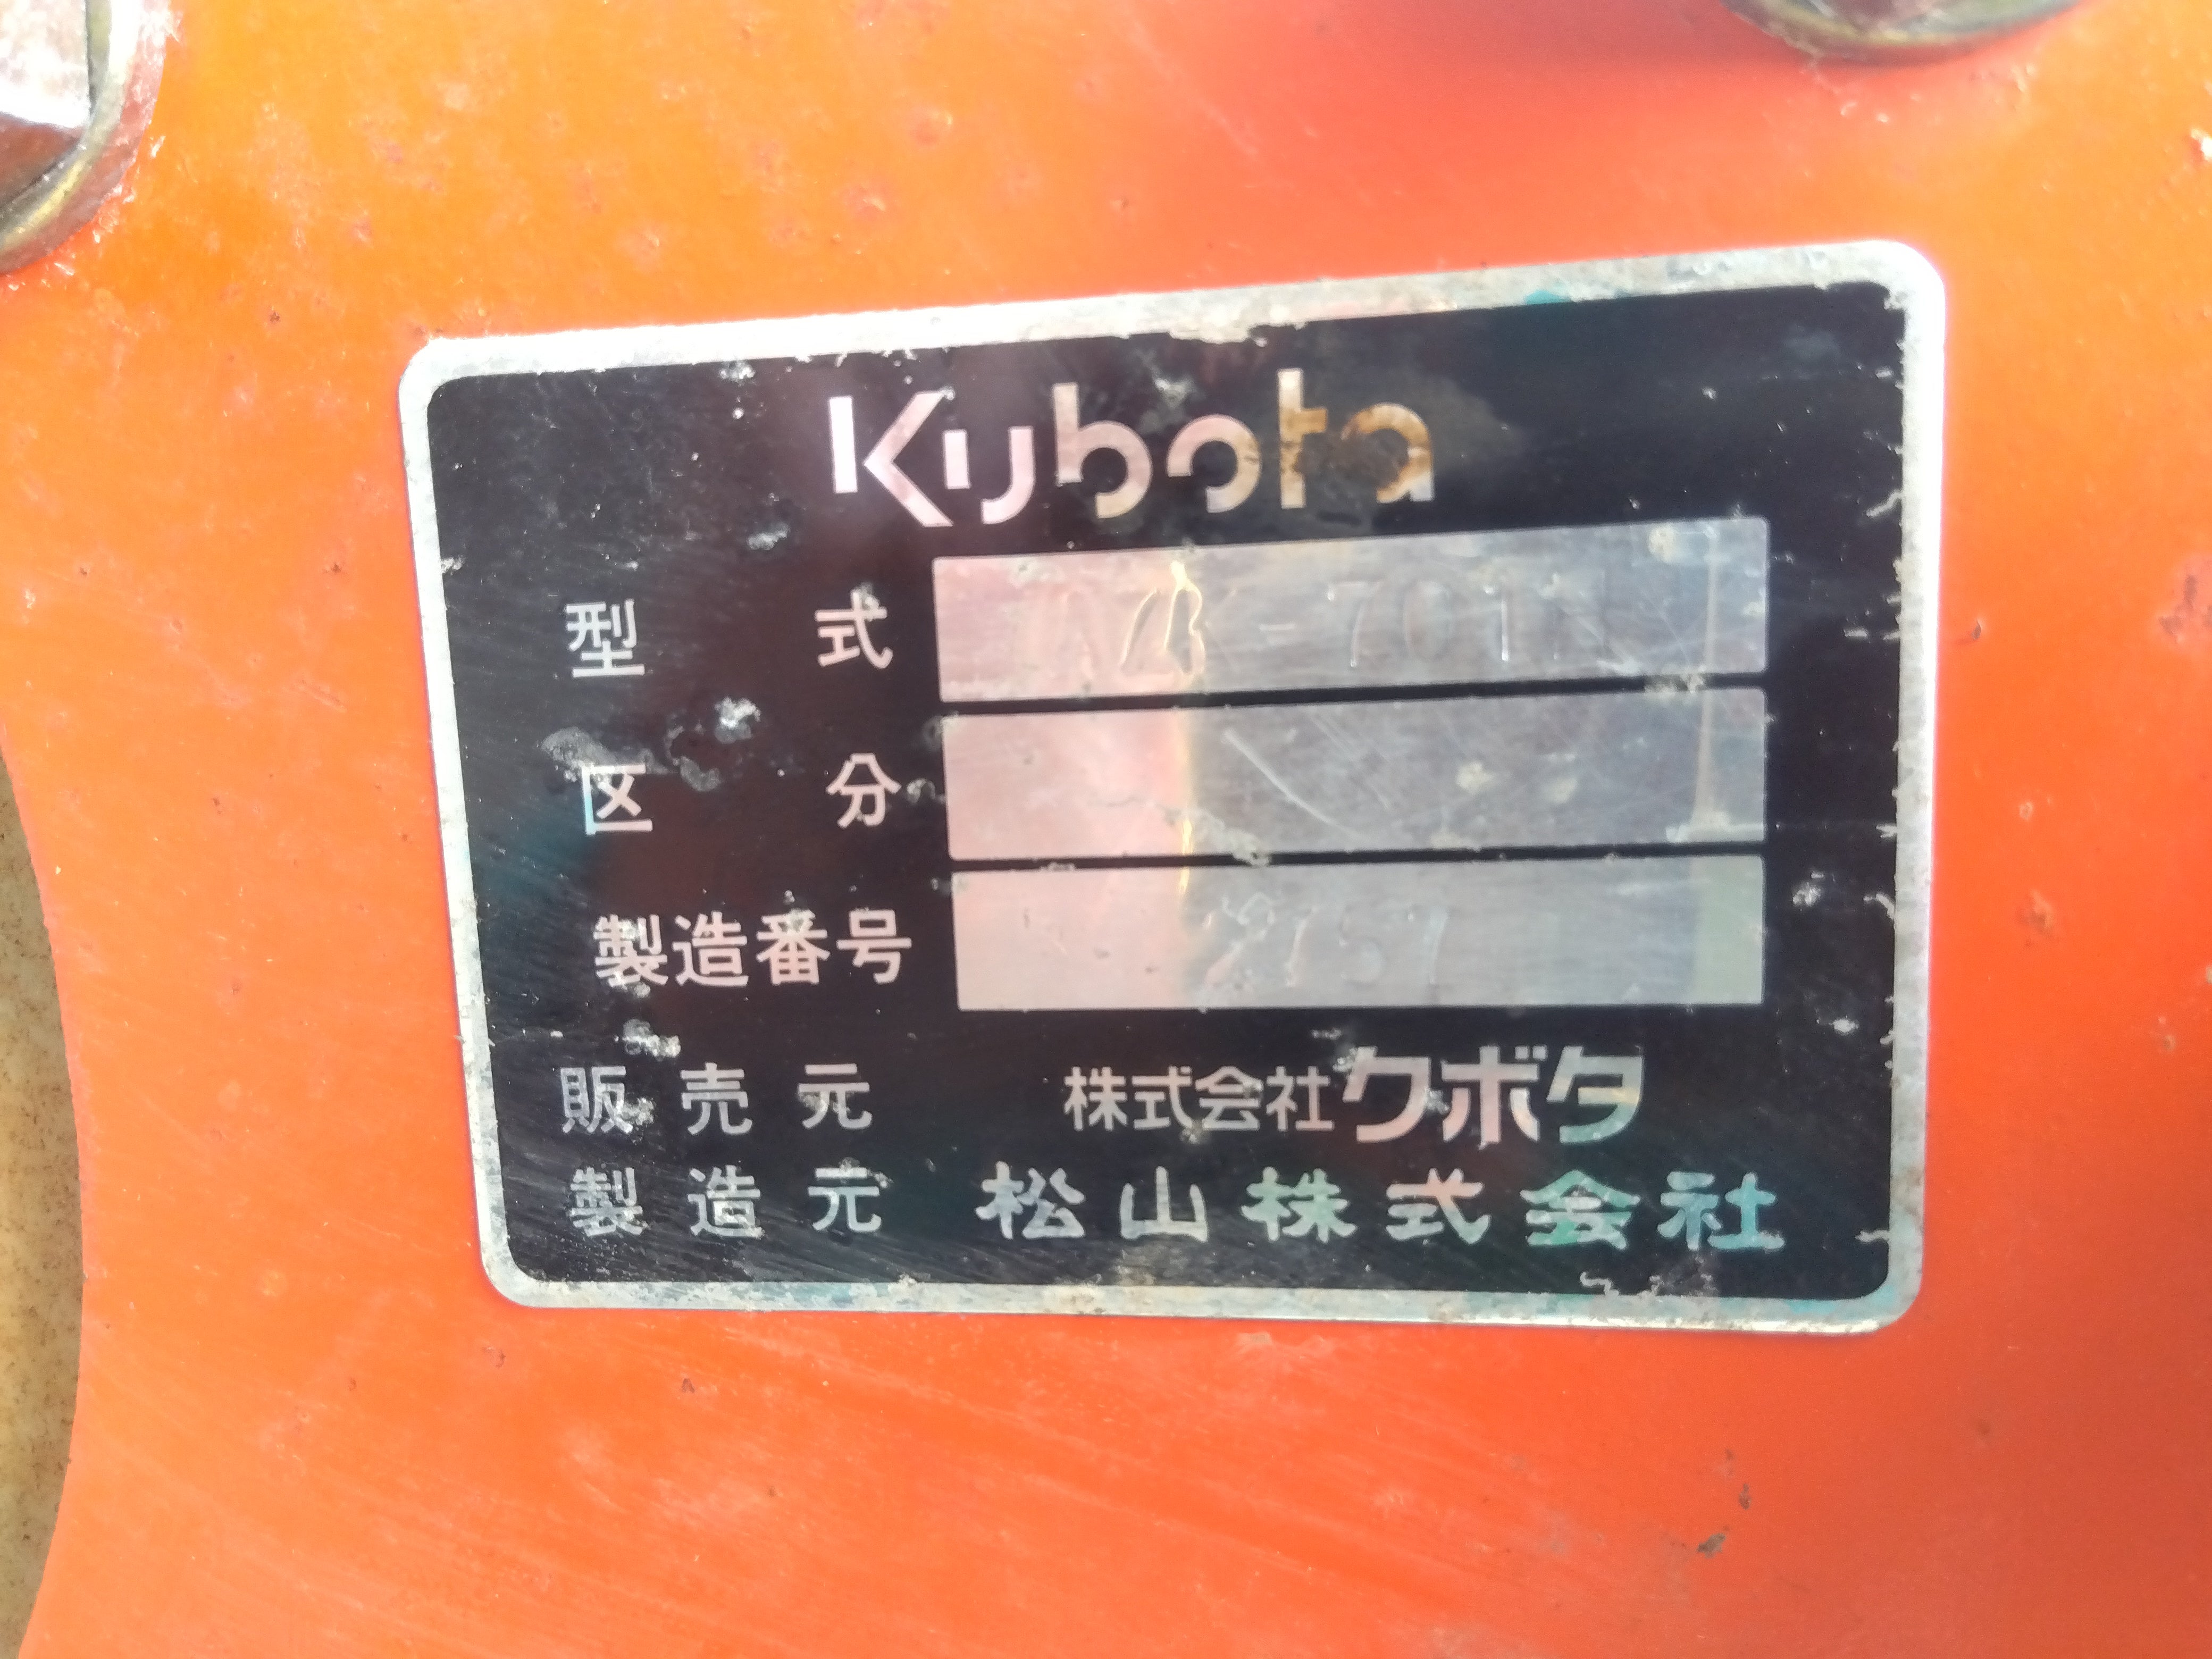 Kubota
型式
区分
製造番号 2151
販売元 株式会社クボタ
製造元 松山株式会社